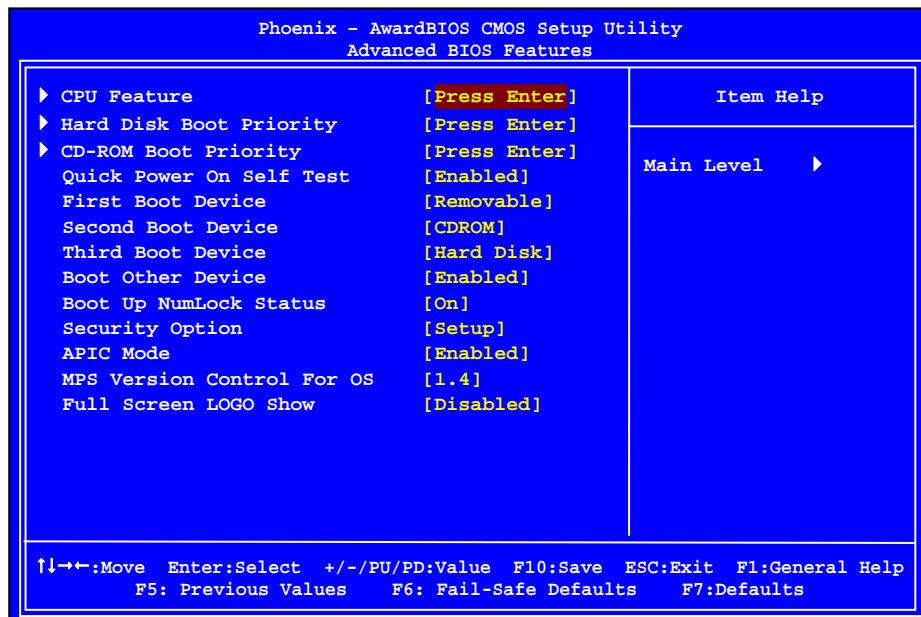 Phoenix – AwardBIOS CMOS Setup Utility
Advanced BIOS Features
CPU Feature [Press Enter]
Hard Disk Boot Priority [Press Enter]
CD-ROM Boot Priority [Press Enter]
Quick Power On Self Test [Enabled]
First Boot Device [Removable]
Second Boot Device [CDROM]
Third Boot Device [Hard Disk]
Boot Other Device [Enabled]
Boot Up NumLock Status [On]
Security Option [Setup]
APIC Mode [Enabled]
MPS Version Control For OS [1.4]
Full Screen LOGO Show [Disabled]
Item Help
Main Level
↑↓→←:Move Enter:Select +/-/PU/PD:Value F10:Save ESC:Exit F1:General Help
F5: Previous Values F6: Fail-Safe Defaults F7:Defaults